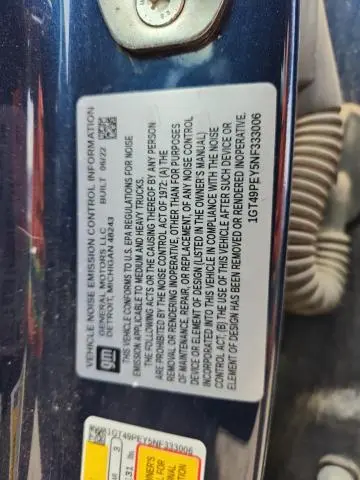 VEHICLE NOISE EMISSION CONTROL INFORMATION
GENERAL MOTORS LLC BUILT 06/22
DETROIT, MICHIGAN 48243
gm
THIS VEHICLE CONFORMS TO U.S. EPA REGULATIONS FOR NOISE
EMISSION APPLICABLE TO MEDIUM AND HEAVY TRUCKS.
THE FOLLOWING ACTS OR THE CAUSING THEREOF BY ANY PERSON
ARE PROHIBITED BY THE NOISE CONTROL ACT OF 1972: (A) THE
REMOVAL OR RENDERING INOPERATIVE, OTHER THAN FOR PURPOSES
OF MAINTENANCE, REPAIR, OR REPLACEMENT, OF ANY NOISE CONTROL
DEVICE OR ELEMENT OF DESIGN (LISTED IN THE OWNER'S MANUAL)
INCORPORATED INTO THIS VEHICLE IN COMPLIANCE WITH THE NOISE
CONTROL ACT; (B) THE USE OF THIS VEHICLE AFTER SUCH DEVICE OR
ELEMENT OF DESIGN HAS BEEN REMOVED OR RENDERED INOPERATIVE.
1GT49PEY5NF333006
1GT49PEY5NF333006